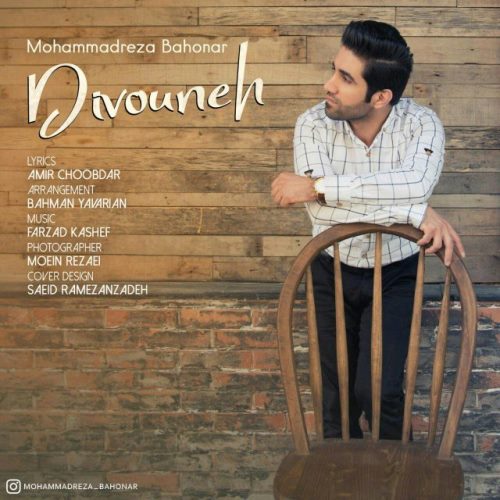 Mohammadreza Bahonar
Divouneh
LYRICS
AMIR CHOOBDAR
ARRANGEMENT
BAHMAN YAVARIAN
MUSIC
FARZAD KASHEF
PHOTOGRAPHER
MOEIN REZAEI
COVER DESIGN
SAEID RAMEZANZADEH
MOHAMMADREZA_BAHONAR